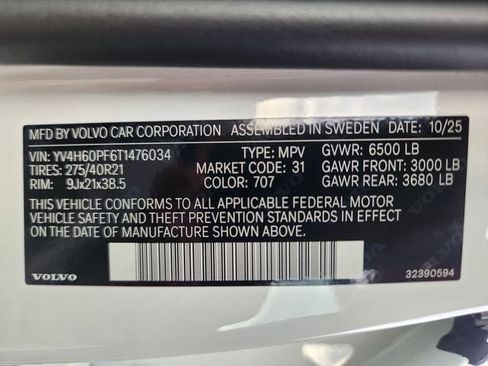 MFD BY VOLVO CAR CORPORATION ASSEMBLED IN SWEDEN DATE: 10/25
VIN: YV4H60PF6T1476034 TYPE: MPV GVWR: 6500 LB
TIRES: 275/40R21 MARKET CODE: 31 GAWR FRONT: 3000 LB
RIM: 9Jx21x38.5 COLOR: 707 GAWR REAR: 3680 LB
THIS VEHICLE CONFORMS TO ALL APPLICABLE FEDERAL MOTOR
VEHICLE SAFETY AND THEFT PREVENTION STANDARDS IN EFFECT
ON THE DATE OF MANUFACTURE SHOWN ABOVE.
VOLVO 32390594